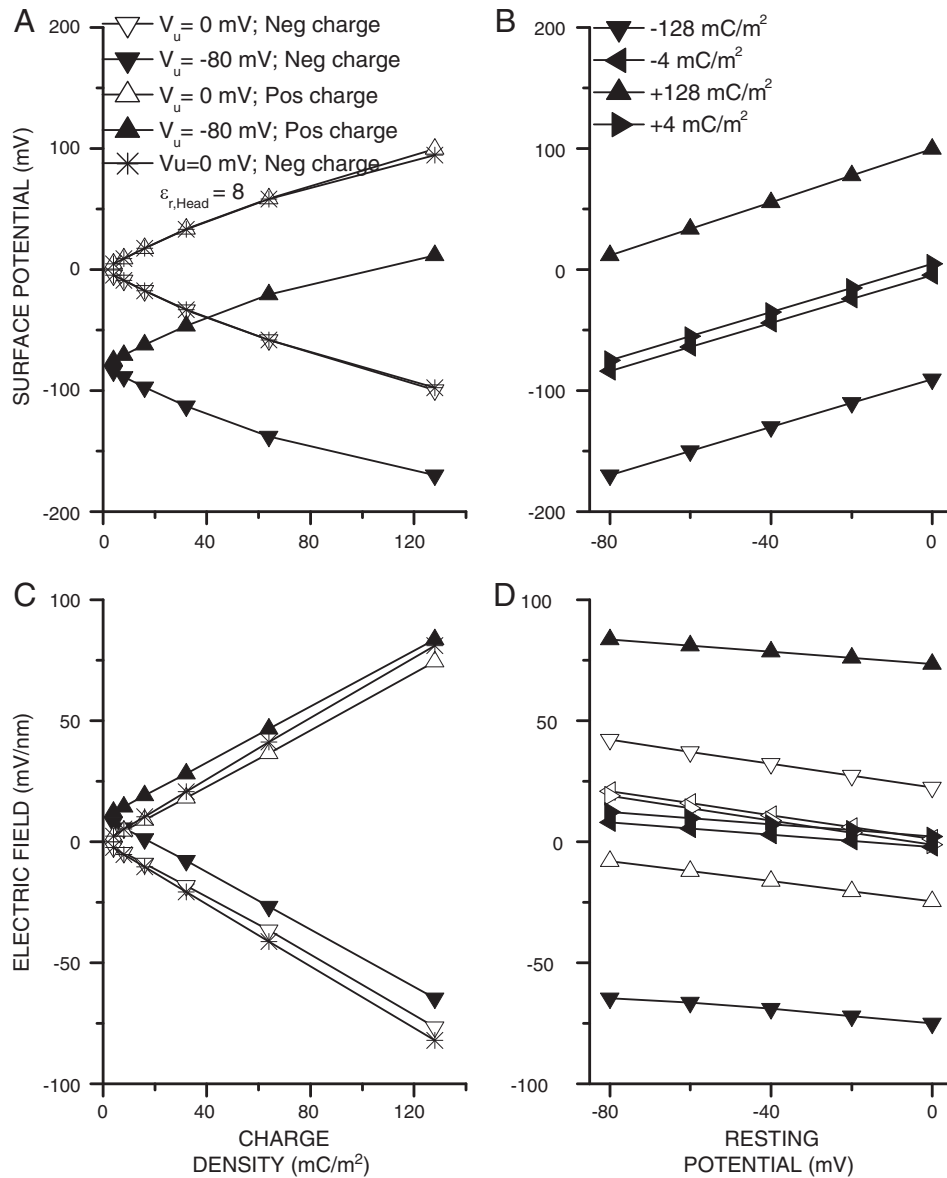 A
V_u = 0 mV; Neg charge
V_u = -80 mV; Neg charge
V_u = 0 mV; Pos charge
V_u = -80 mV; Pos charge
Vu=0 mV; Neg charge
ε_r,Head = 8
200
100
0
-100
-200
SURFACE POTENTIAL (mV)
0 40 80 120
B
-128 mC/m²
-4 mC/m²
+128 mC/m²
+4 mC/m²
200
100
0
-100
-200
-80 -40 0
C
100
50
0
-50
-100
ELECTRIC FIELD (mV/nm)
0 40 80 120
CHARGE
DENSITY (mC/m²)
D
100
50
0
-50
-100
-80 -40 0
RESTING
POTENTIAL (mV)